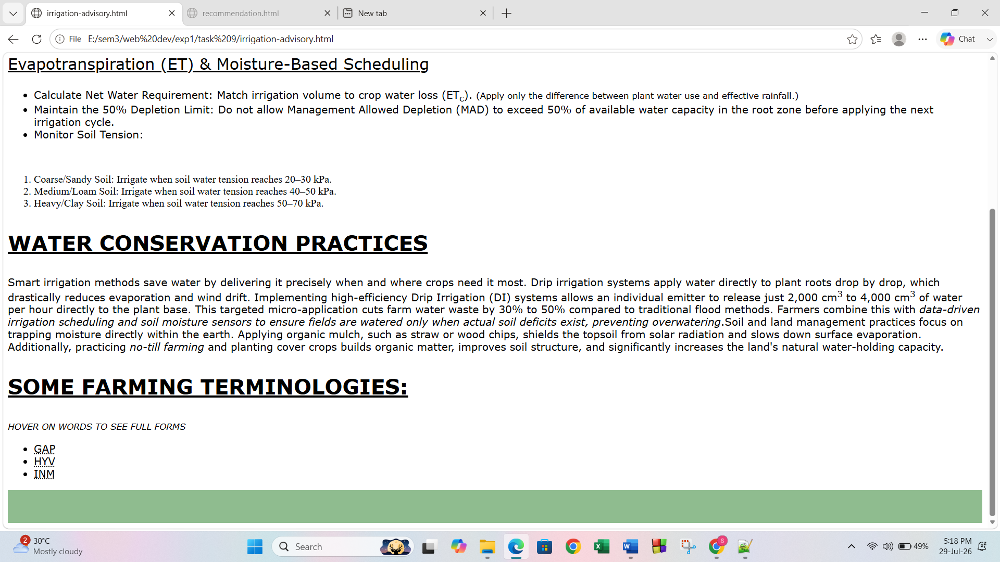 irrigation-advisory.html
recommendation.html
New tab
File E:/sem3/web%20dev/exp1/task%209/irrigation-advisory.html
Chat
Evapotranspiration (ET) & Moisture-Based Scheduling
• Calculate Net Water Requirement: Match irrigation volume to crop water loss (ETc). (Apply only the difference between plant water use and effective rainfall.)
• Maintain the 50% Depletion Limit: Do not allow Management Allowed Depletion (MAD) to exceed 50% of available water capacity in the root zone before applying the next
irrigation cycle.
• Monitor Soil Tension:
1. Coarse/Sandy Soil: Irrigate when soil water tension reaches 20–30 kPa.
2. Medium/Loam Soil: Irrigate when soil water tension reaches 40–50 kPa.
3. Heavy/Clay Soil: Irrigate when soil water tension reaches 50–70 kPa.
WATER CONSERVATION PRACTICES
Smart irrigation methods save water by delivering it precisely when and where crops need it most. Drip irrigation systems apply water directly to plant roots drop by drop, which
drastically reduces evaporation and wind drift. Implementing high-efficiency Drip Irrigation (DI) systems allows an individual emitter to release just 2,000 cm³ to 4,000 cm³ of water
per hour directly to the plant base. This targeted micro-application cuts farm water waste by 30% to 50% compared to traditional flood methods. Farmers combine this with data-driven
irrigation scheduling and soil moisture sensors to ensure fields are watered only when actual soil deficits exist, preventing overwatering.Soil and land management practices focus on
trapping moisture directly within the earth. Applying organic mulch, such as straw or wood chips, shields the topsoil from solar radiation and slows down surface evaporation.
Additionally, practicing no-till farming and planting cover crops builds organic matter, improves soil structure, and significantly increases the land's natural water-holding capacity.
SOME FARMING TERMINOLOGIES:
HOVER ON WORDS TO SEE FULL FORMS
• GAP
• HYV
• INM
2
30°C
Mostly cloudy
Search
S
49%
5:18 PM
29-Jul-26